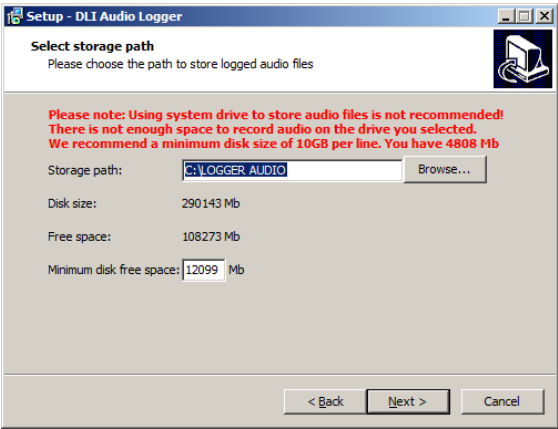 Setup - DLI Audio Logger
Select storage path
Please choose the path to store logged audio files
Please note: Using system drive to store audio files is not recommended!
There is not enough space to record audio on the drive you selected.
We recommend a minimum disk size of 10GB per line. You have 4808 Mb
Storage path: C:\LOGGER AUDIO Browse...
Disk size: 290143 Mb
Free space: 108273 Mb
Minimum disk free space: 12099 Mb
< Back Next > Cancel